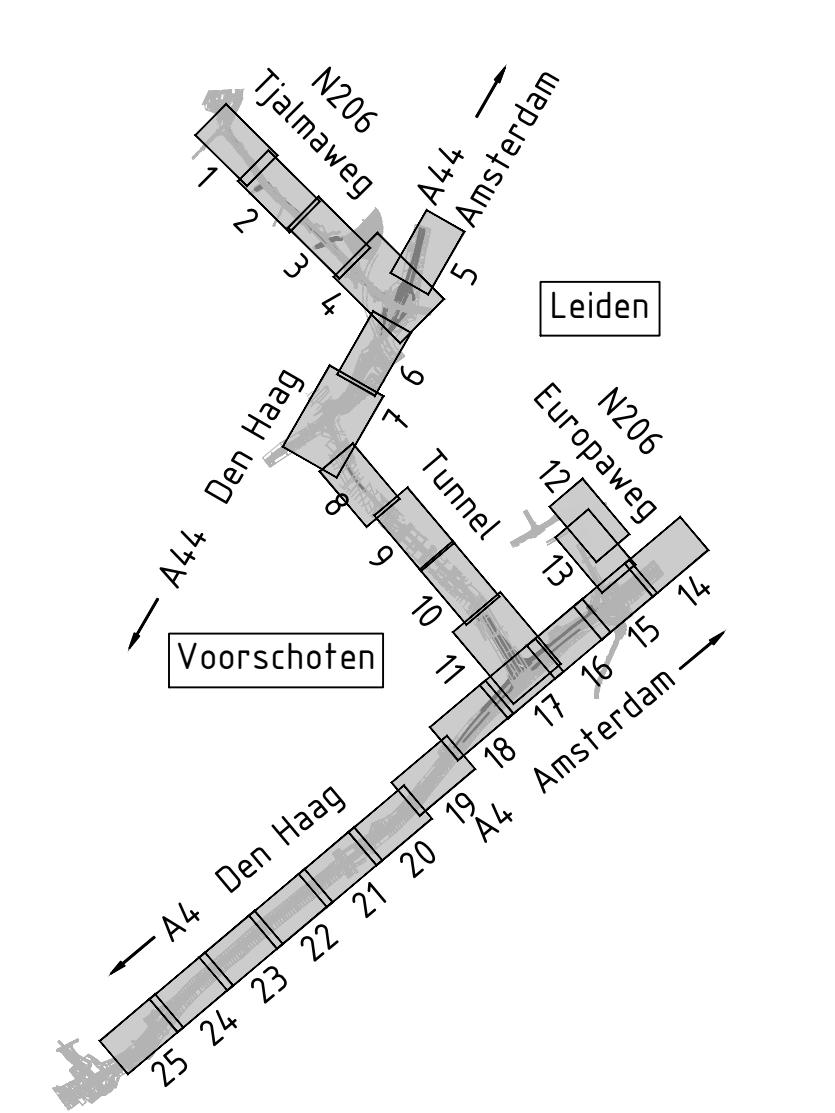 N206
Tjalmaweg
A44
Amsterdam
1
2
3
4
5
Leiden
6
7
A44
Den Haag
N206
Europaweg
Tunnel
8
9
10
11
12
13
14
15
16
17
18
19
Voorschoten
A4
Amsterdam
A4
Den Haag
20
21
22
23
24
25